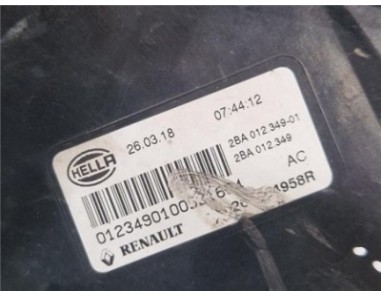 HELLA
26.03.18 07:44:12
2BA 012.349-01
2BA 012.349
AC
RENAULT